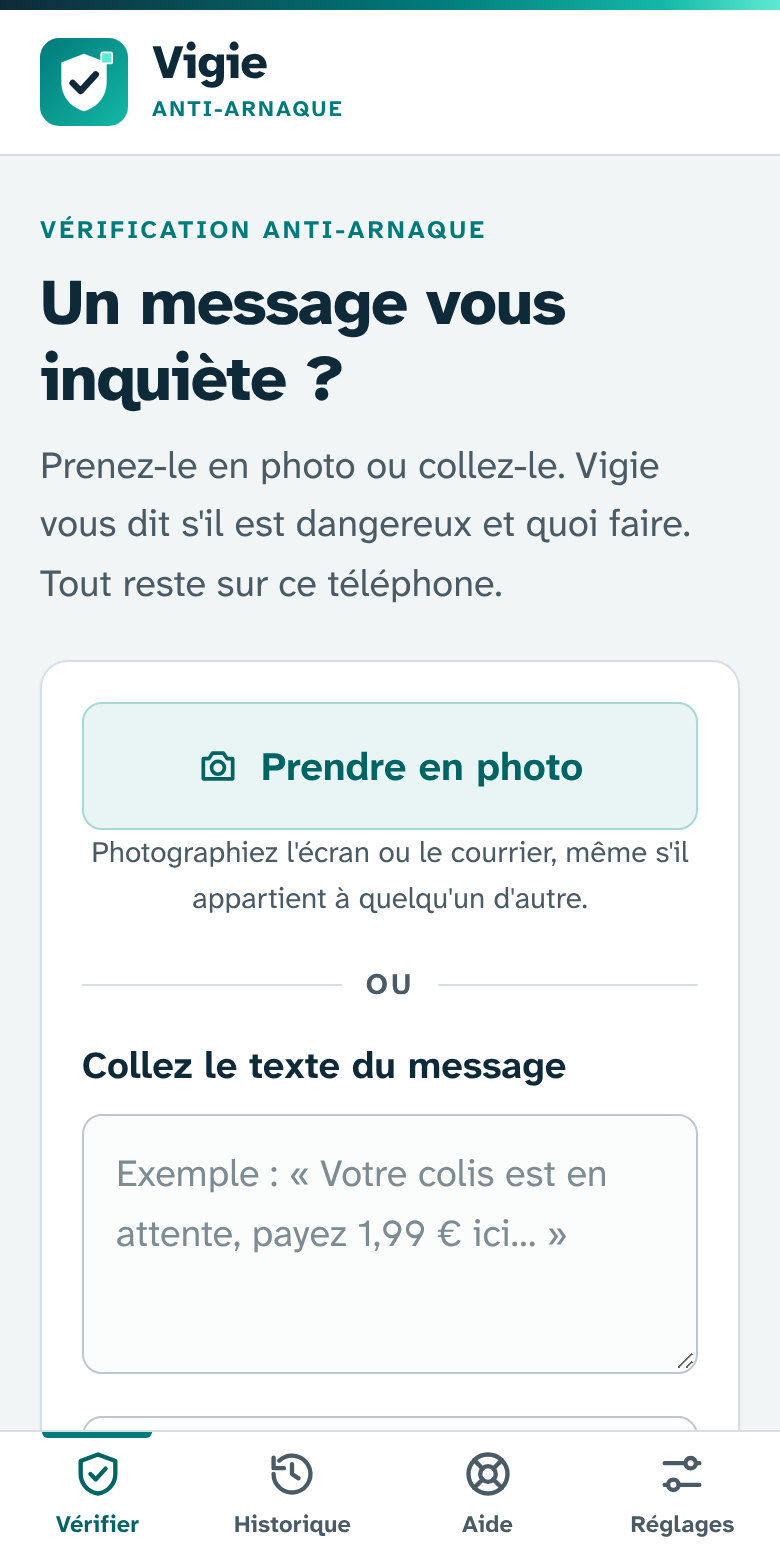 Vigie
ANTI-ARNAQUE
VÉRIFICATION ANTI-ARNAQUE
Un message vous
inquiète ?
Prenez-le en photo ou collez-le. Vigie
vous dit s'il est dangereux et quoi faire.
Tout reste sur ce téléphone.
Prendre en photo
Photographiez l'écran ou le courrier, même s'il
appartient à quelqu'un d'autre.
OU
Collez le texte du message
Exemple : « Votre colis est en
attente, payez 1,99 € ici... »
Vérifier
Historique
Aide
Réglages